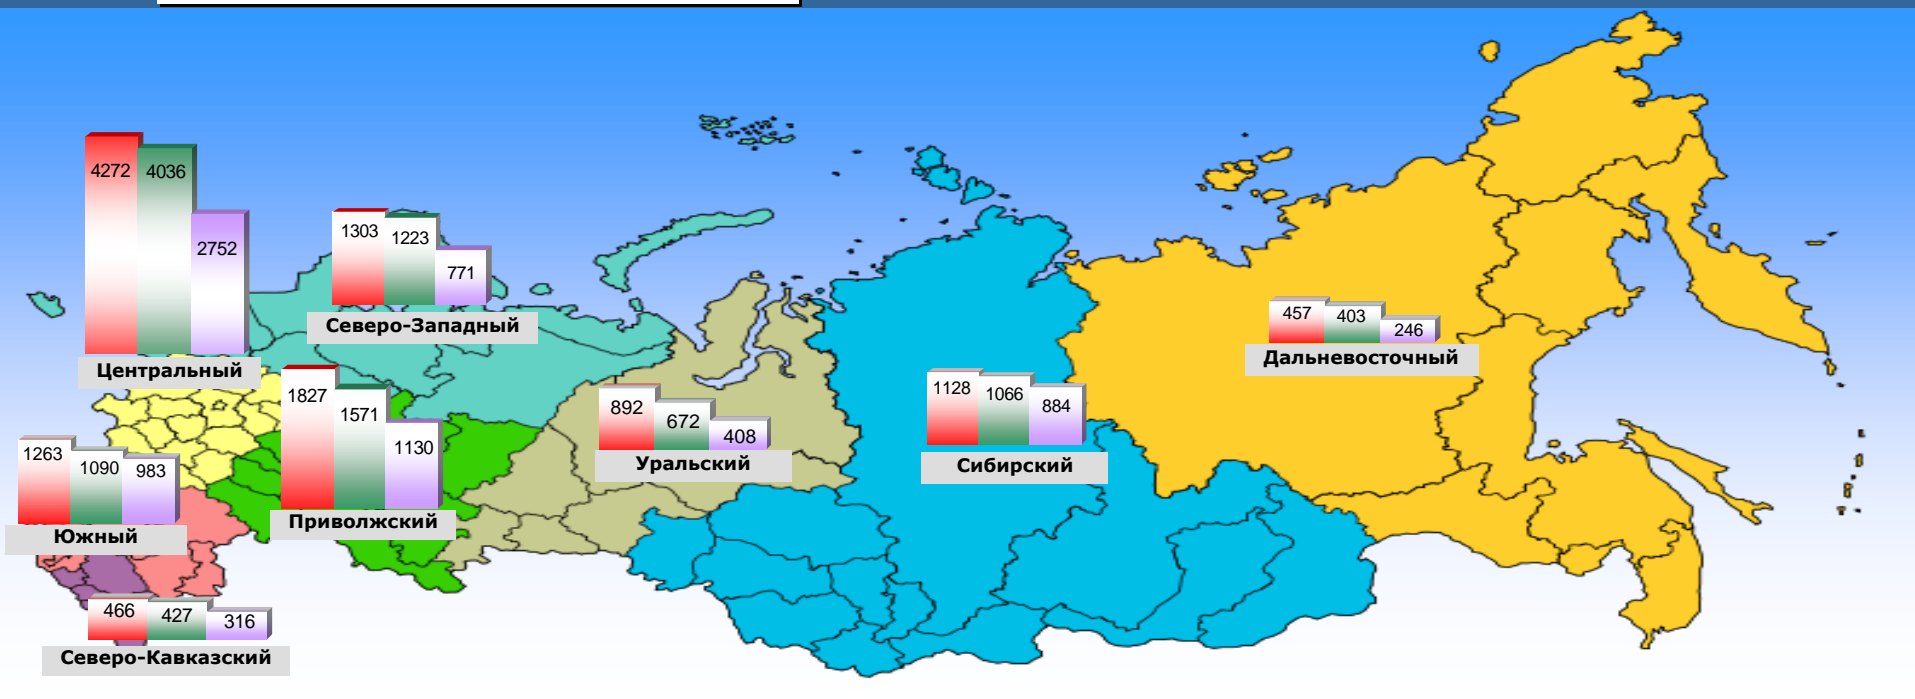 4272 4036 2752
Центральный
1303 1223 771
Северо-Западный
457 403 246
Дальневосточный
1827 1571 1130
Приволжский
892 672 408
Уральский
1128 1066 884
Сибирский
1263 1090 983
Южный
466 427 316
Северо-Кавказский